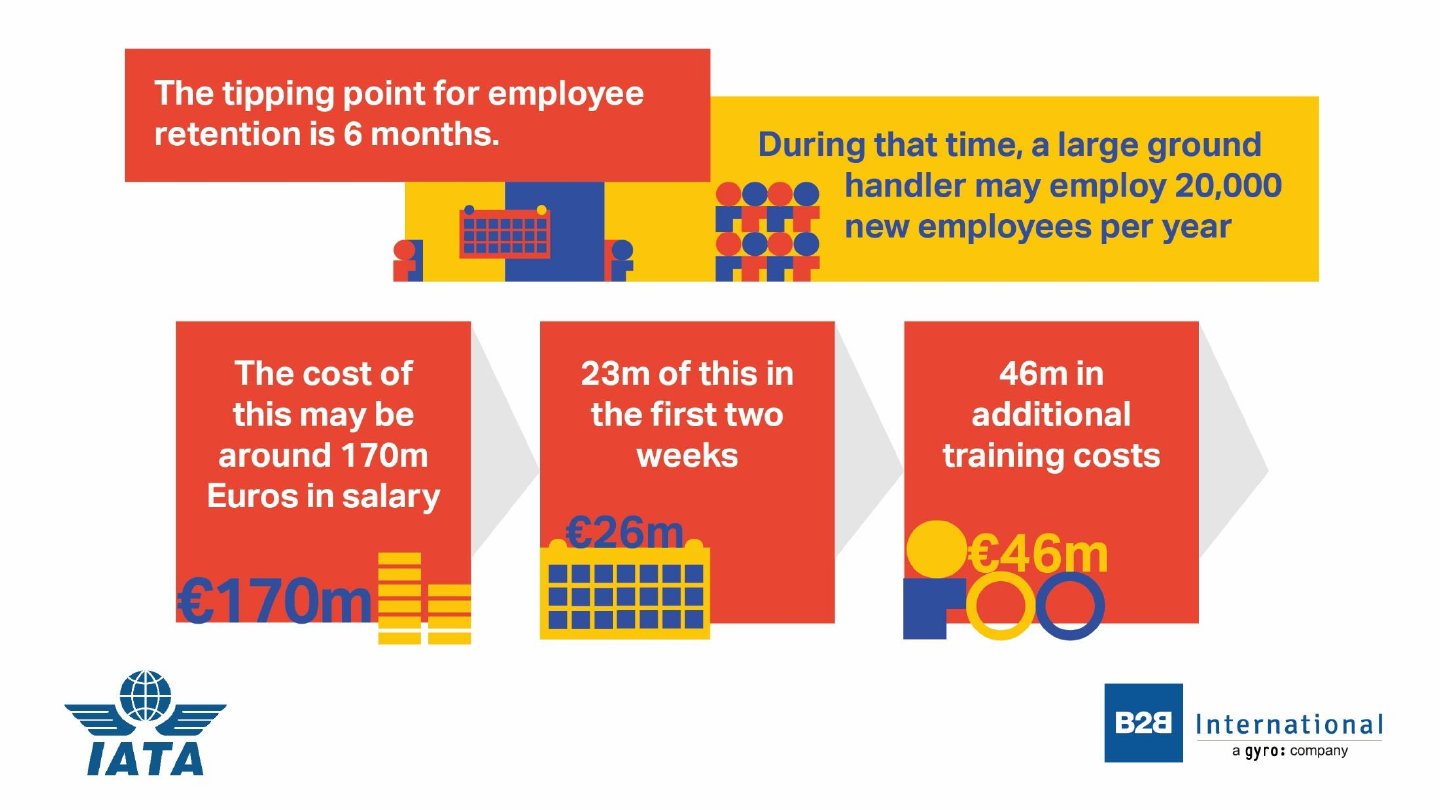 The tipping point for employee
retention is 6 months.
During that time, a large ground
handler may employ 20,000
new employees per year
The cost of
this may be
around 170m
Euros in salary
€170m
23m of this in
the first two
weeks
€26m
46m in
additional
training costs
€46m
IATA
B2B International
a gyro: company